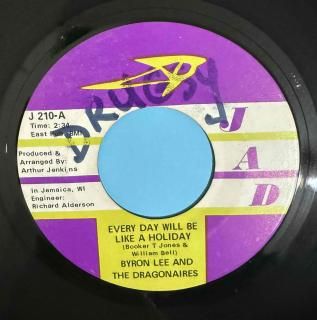 J 210-A
Time: 2:34
East
J
A
D
Produced &
Arranged By:
Arthur Jenkins
In Jamaica, WI
Engineer:
Richard Alderson
EVERY DAY WILL BE
LIKE A HOLIDAY
(Booker T Jones &
William Bell)
BYRON LEE AND
THE DRAGONAIRES